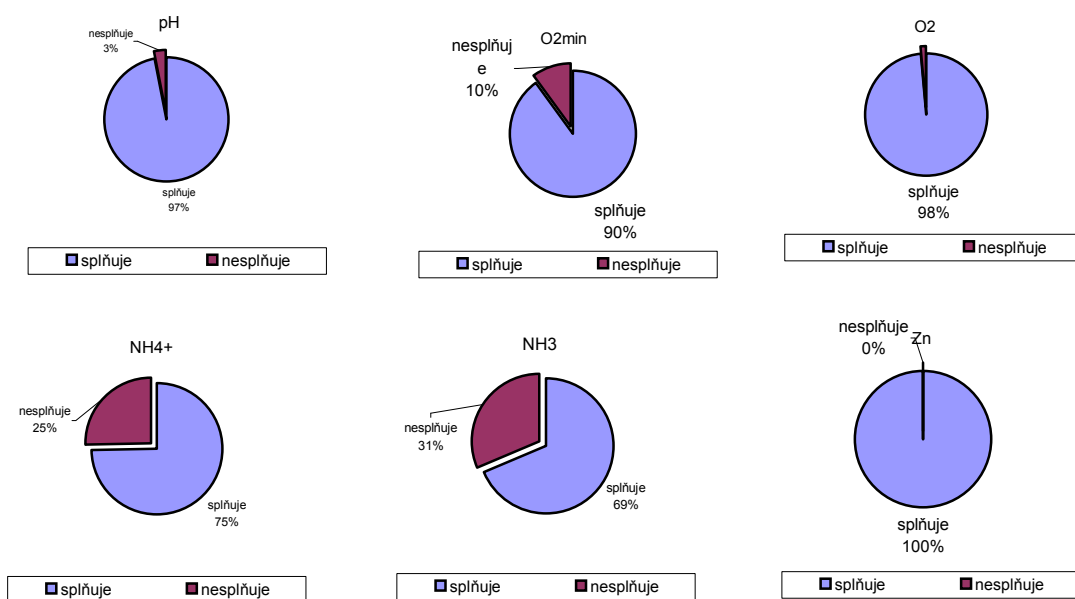 pH
nesplňuje
3%
splňuje
97%
splňuje nesplňuje
O2min
nesplňuj
e
10%
splňuje
90%
splňuje nesplňuje
O2
splňuje
98%
splňuje nesplňuje
NH4+
nesplňuje
25%
splňuje
75%
splňuje nesplňuje
NH3
nesplňuje
31%
splňuje
69%
splňuje nesplňuje
Zn
nesplňuje
0%
splňuje
100%
splňuje nesplňuje